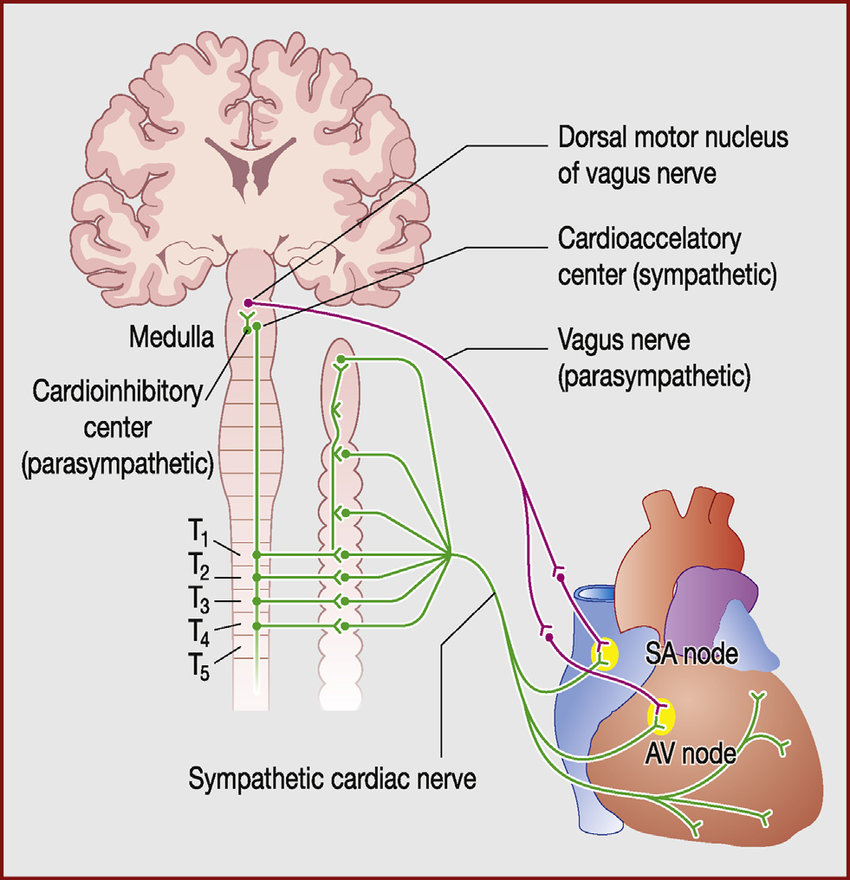 Dorsal motor nucleus
of vagus nerve
Cardioaccelatory
center (sympathetic)
Vagus nerve
(parasympathetic)
Medulla
Cardioinhibitory
center
(parasympathetic)
T1
T2
T3
T4
T5
SA node
AV node
Sympathetic cardiac nerve